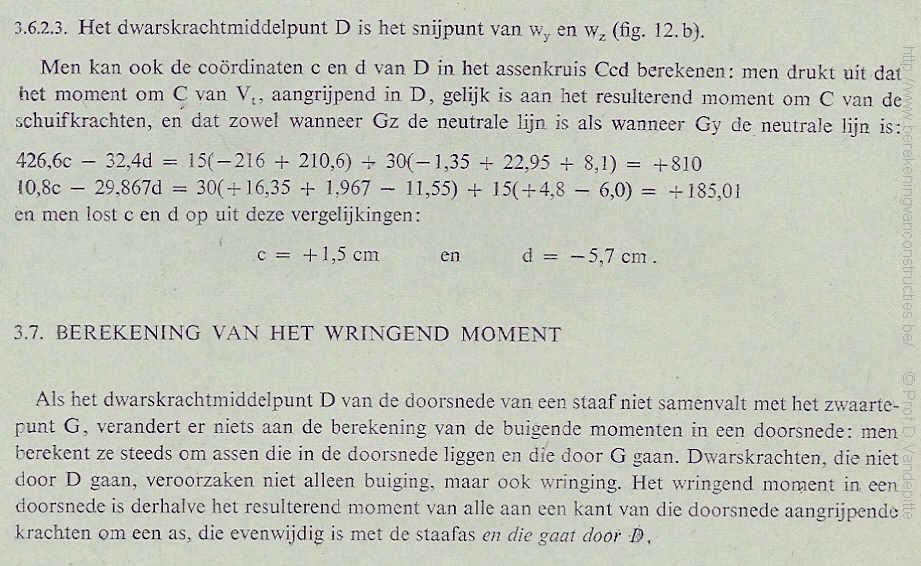 3.6.2.3. Het dwarskrachtmiddelpunt D is het snijpunt van w_y en w_z (fig. 12.b).
Men kan ook de coördinaten c en d van D in het assenkruis Ccd berekenen: men drukt uit dat
het moment om C van V_t, aangrijpend in D, gelijk is aan het resulterend moment om C van de
schuifkrachten, en dat zowel wanneer Gz de neutrale lijn is als wanneer Gy de neutrale lijn is:
426,6c − 32,4d = 15(−216 + 210,6) + 30(−1,35 + 22,95 + 8,1) = +810
10,8c − 29,867d = 30(+16,35 + 1,967 − 11,55) + 15(+4,8 − 6,0) = +185,01
en men lost c en d op uit deze vergelijkingen:
c = +1,5 cm en d = −5,7 cm.
3.7. BEREKENING VAN HET WRINGEND MOMENT
Als het dwarskrachtmiddelpunt D van de doorsnede van een staaf niet samenvalt met het zwaarte-
punt G, verandert er niets aan de berekening van de buigende momenten in een doorsnede: men
berekent ze steeds om assen die in de doorsnede liggen en die door G gaan. Dwarskrachten, die niet
door D gaan, veroorzaken niet alleen buiging, maar ook wringing. Het wringend moment in een
doorsnede is derhalve het resulterend moment van alle aan een kant van die doorsnede aangrijpende
krachten om een as, die evenwijdig is met de staafas en die gaat door D.
http://www.berekeningvanconstructies.be/ © Prof.D.Vandepitte